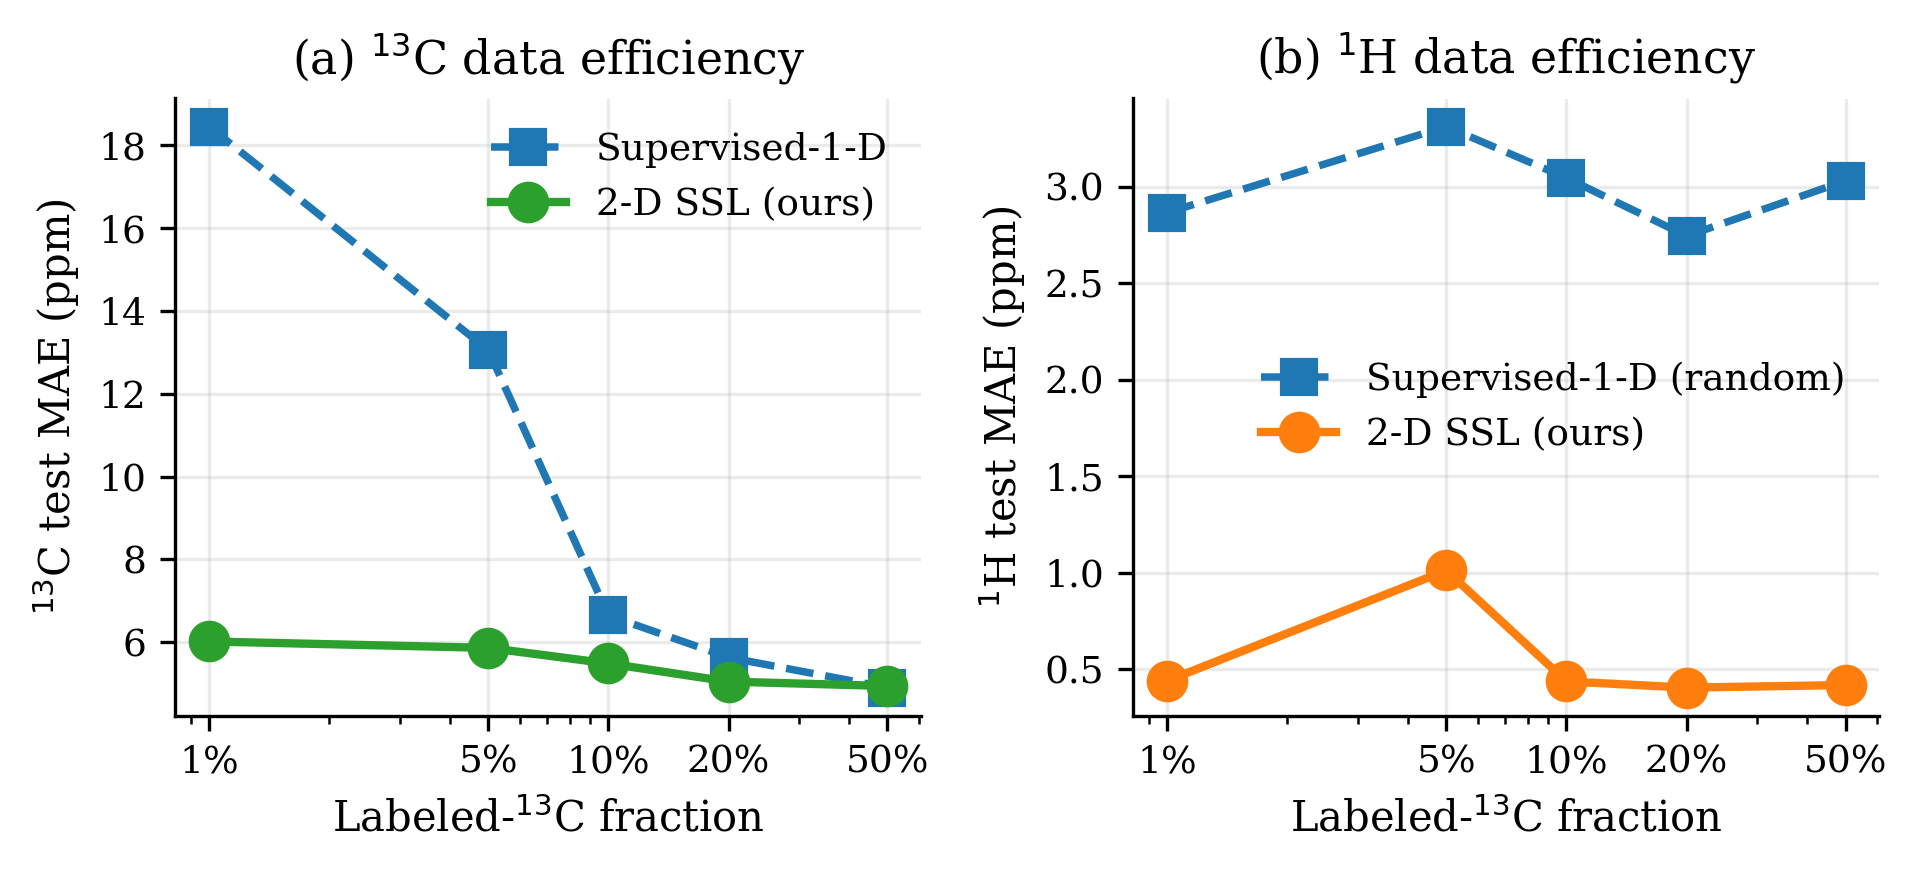 (a) ¹³C data efficiency
18
16
14
12
10
8
6
¹³C test MAE (ppm)
Supervised-1-D
2-D SSL (ours)
1% 5% 10% 20% 50%
Labeled-¹³C fraction
(b) ¹H data efficiency
3.0
2.5
2.0
1.5
1.0
0.5
¹H test MAE (ppm)
Supervised-1-D (random)
2-D SSL (ours)
1% 5% 10% 20% 50%
Labeled-¹³C fraction